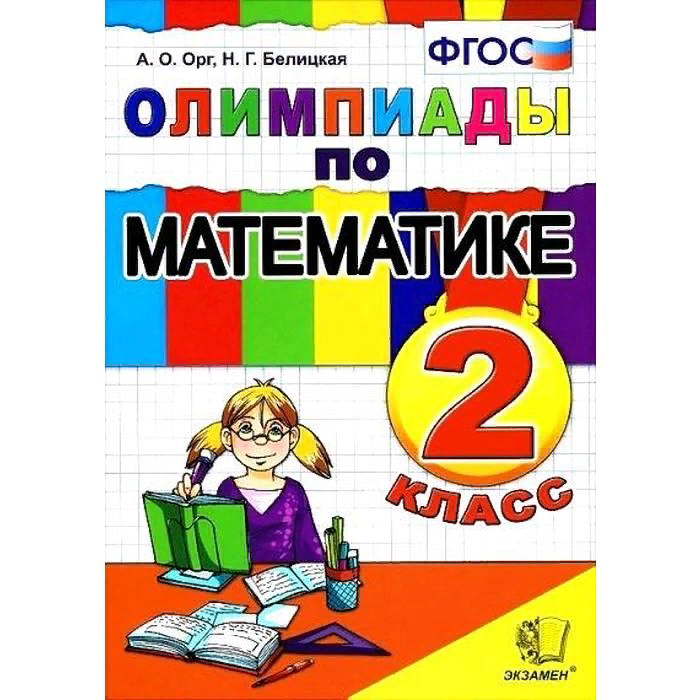 А. О. Орг, Н. Г. Белицкая
ФГОС
ОЛИМПИАДЫ
ПО
МАТЕМАТИКЕ
2
КЛАСС
ЭКЗАМЕН®